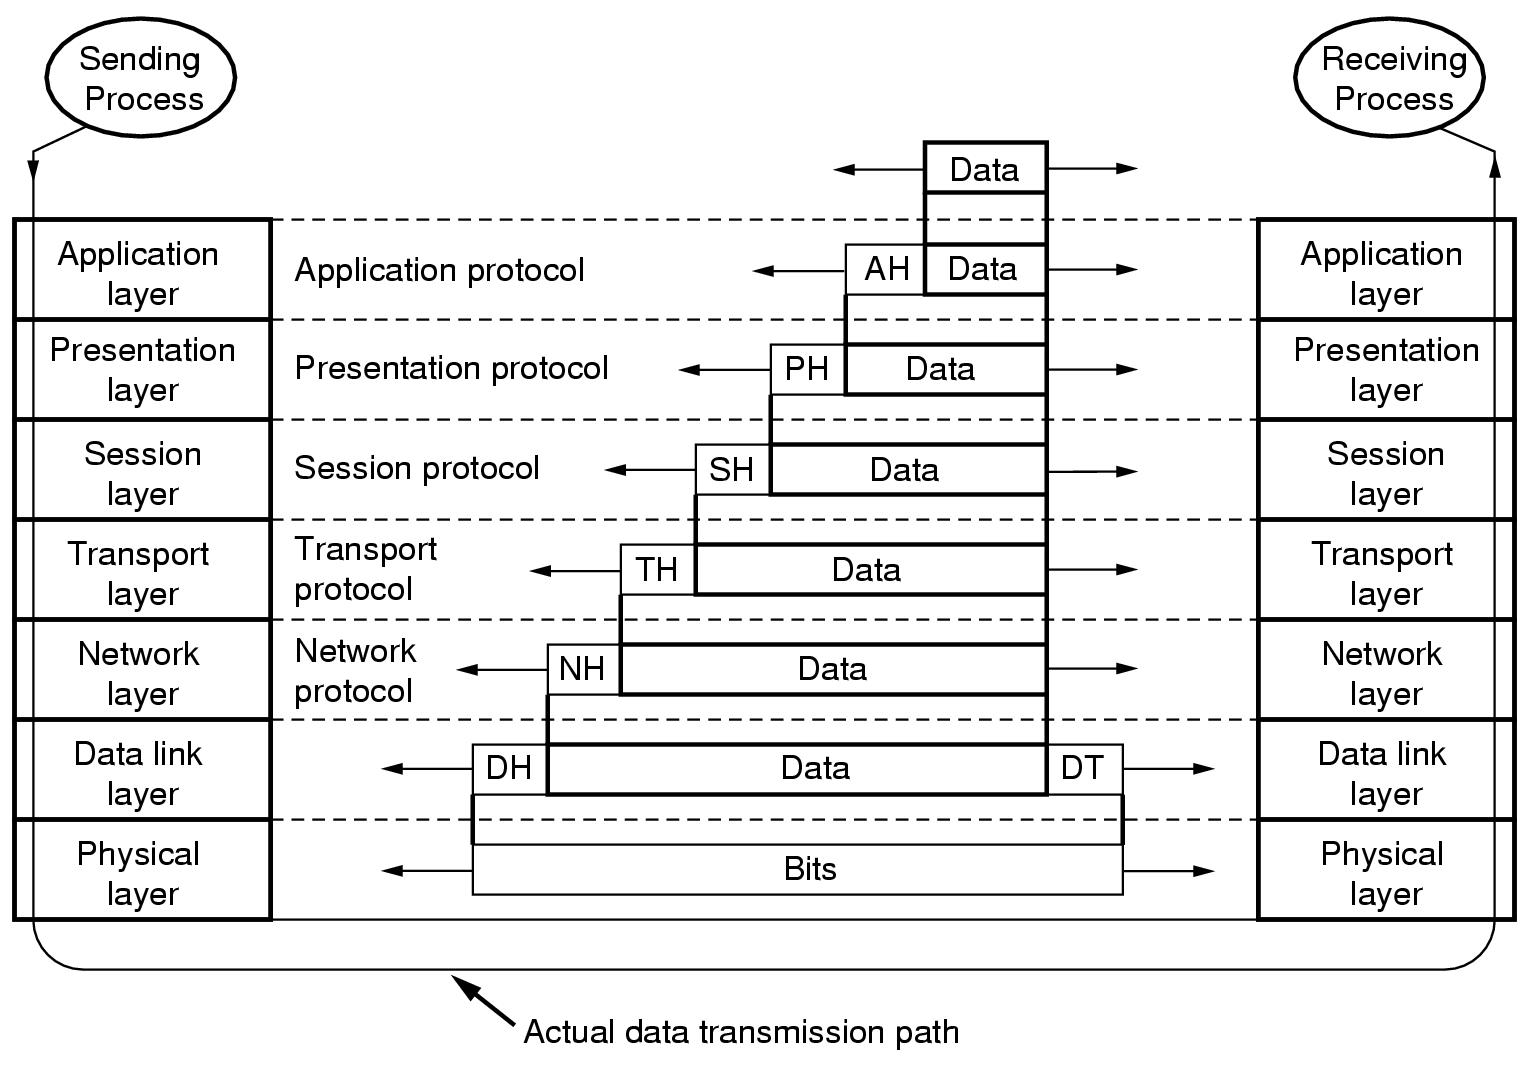 Sending
Process
Receiving
Process
Data
Application
layer
Application protocol
AH
Data
Application
layer
Presentation
layer
Presentation protocol
PH
Data
Presentation
layer
Session
layer
Session protocol
SH
Data
Session
layer
Transport
layer
Transport
protocol
TH
Data
Transport
layer
Network
layer
Network
protocol
NH
Data
Network
layer
Data link
layer
DH
Data
DT
Data link
layer
Physical
layer
Bits
Physical
layer
Actual data transmission path